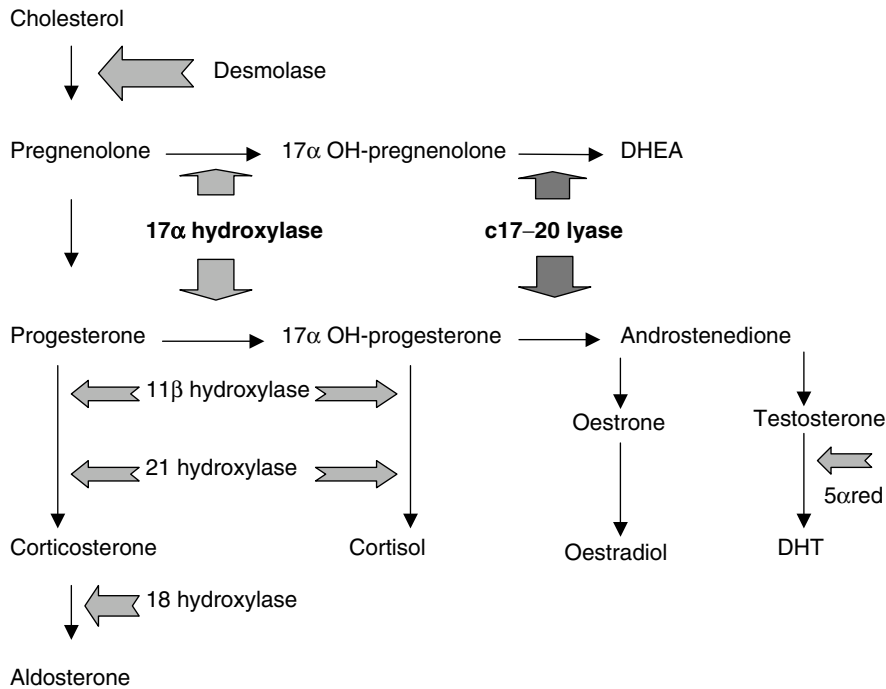 Cholesterol
Desmolase
Pregnenolone 17α OH-pregnenolone DHEA
17α hydroxylase c17–20 lyase
Progesterone 17α OH-progesterone Androstenedione
11β hydroxylase
Oestrone Testosterone
21 hydroxylase
5αred
Corticosterone Cortisol Oestradiol DHT
18 hydroxylase
Aldosterone